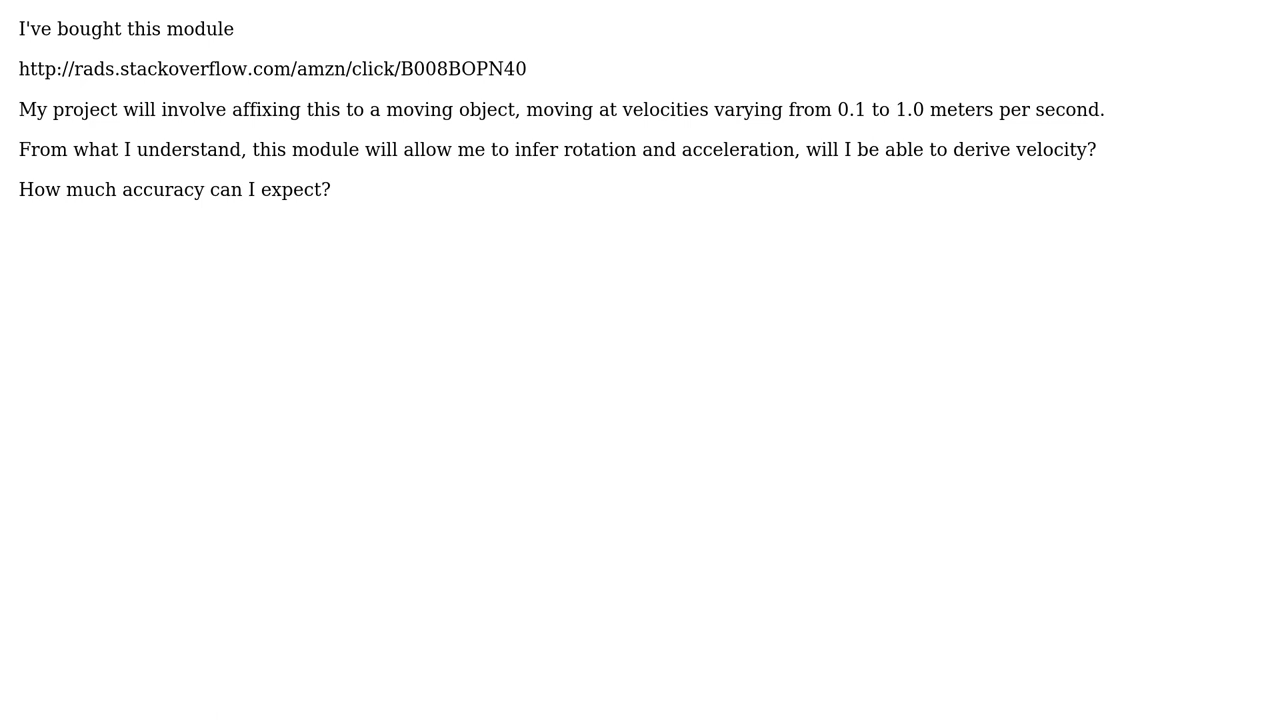 I've bought this module
http://rads.stackoverflow.com/amzn/click/B008BOPN40
My project will involve affixing this to a moving object, moving at velocities varying from 0.1 to 1.0 meters per second.
From what I understand, this module will allow me to infer rotation and acceleration, will I be able to derive velocity?
How much accuracy can I expect?